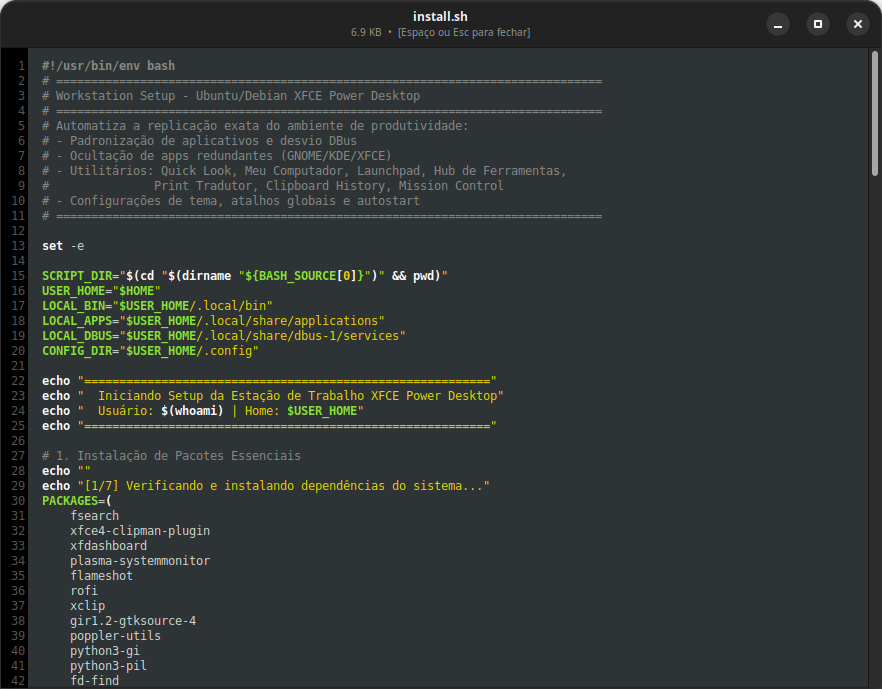 install.sh
6.9 KB • [Espaço ou Esc para fechar]
1 #!/usr/bin/env bash
2 # ==============================================================================
3 # Workstation Setup - Ubuntu/Debian XFCE Power Desktop
4 # ==============================================================================
5 # Automatiza a replicação exata do ambiente de produtividade:
6 # - Padronização de aplicativos e desvio DBus
7 # - Ocultação de apps redundantes (GNOME/KDE/XFCE)
8 # - Utilitários: Quick Look, Meu Computador, Launchpad, Hub de Ferramentas,
9 #               Print Tradutor, Clipboard History, Mission Control
10 # - Configurações de tema, atalhos globais e autostart
11 # ==============================================================================
12
13 set -e
14
15 SCRIPT_DIR="$(cd "$(dirname "${BASH_SOURCE[0]}")" && pwd)"
16 USER_HOME="$HOME"
17 LOCAL_BIN="$USER_HOME/.local/bin"
18 LOCAL_APPS="$USER_HOME/.local/share/applications"
19 LOCAL_DBUS="$USER_HOME/.local/share/dbus-1/services"
20 CONFIG_DIR="$USER_HOME/.config"
21
22 echo "=========================================================="
23 echo "  Iniciando Setup da Estação de Trabalho XFCE Power Desktop"
24 echo "  Usuário: $(whoami) | Home: $USER_HOME"
25 echo "=========================================================="
26
27 # 1. Instalação de Pacotes Essenciais
28 echo ""
29 echo "[1/7] Verificando e instalando dependências do sistema..."
30 PACKAGES=(
31     fsearch
32     xfce4-clipman-plugin
33     xfdashboard
34     plasma-systemmonitor
35     flameshot
36     rofi
37     xclip
38     gir1.2-gtksource-4
39     poppler-utils
40     python3-gi
41     python3-pil
42     fd-find